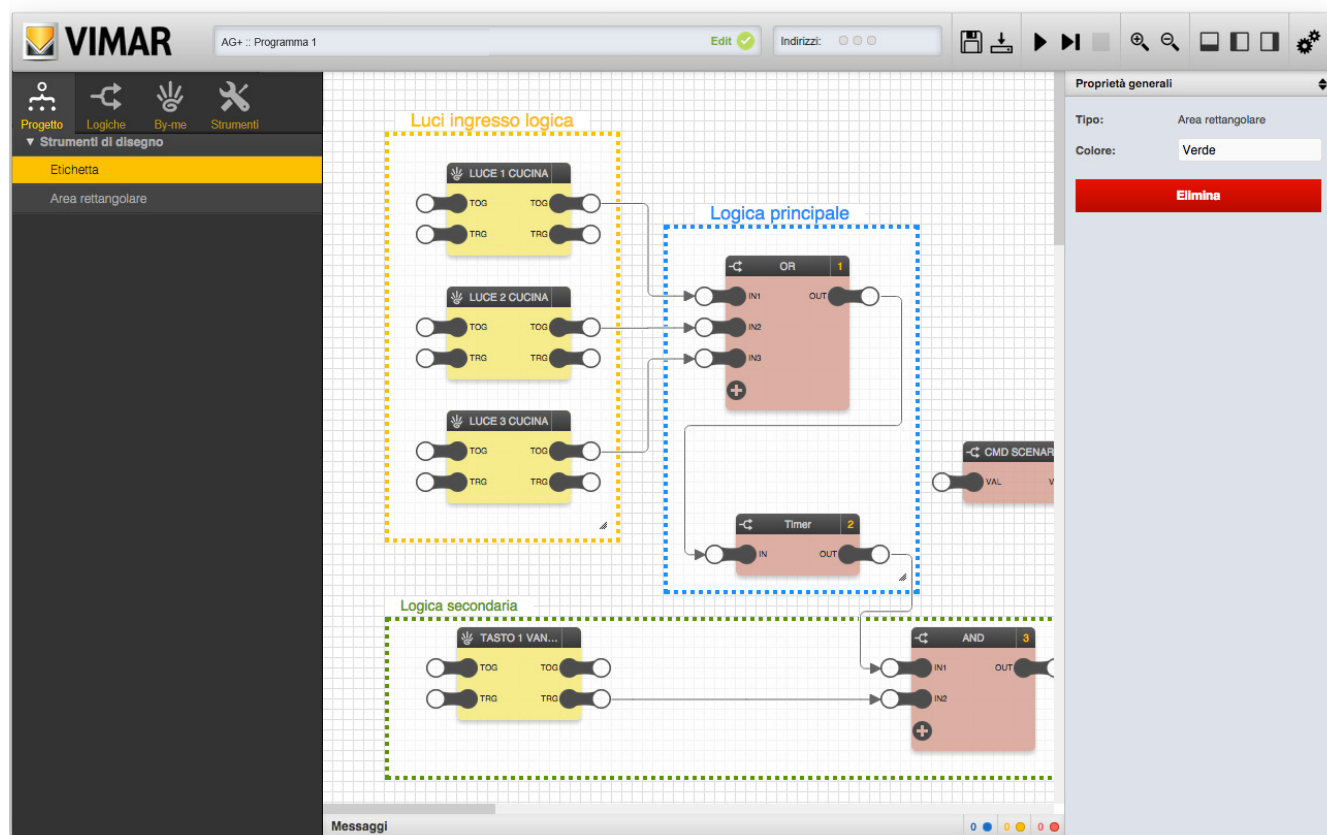 VIMAR
AG+ :: Programma 1
Edit
Indirizzi:
Progetto
Logiche
By-me
Strumenti
▼ Strumenti di disegno
Etichetta
Area rettangolare
Luci ingresso logica
LUCE 1 CUCINA
TOG TOG
TRG TRG
LUCE 2 CUCINA
TOG TOG
TRG TRG
LUCE 3 CUCINA
TOG TOG
TRG TRG
Logica principale
OR 1
IN1 OUT
IN2
IN3
Timer 2
IN OUT
CMD SCENAR
VAL V
Logica secondaria
TASTO 1 VAN...
TOG TOG
TRG TRG
AND 3
IN1 OUT
IN2
Proprietà generali
Tipo: Area rettangolare
Colore: Verde
Elimina
Messaggi
0 0 0